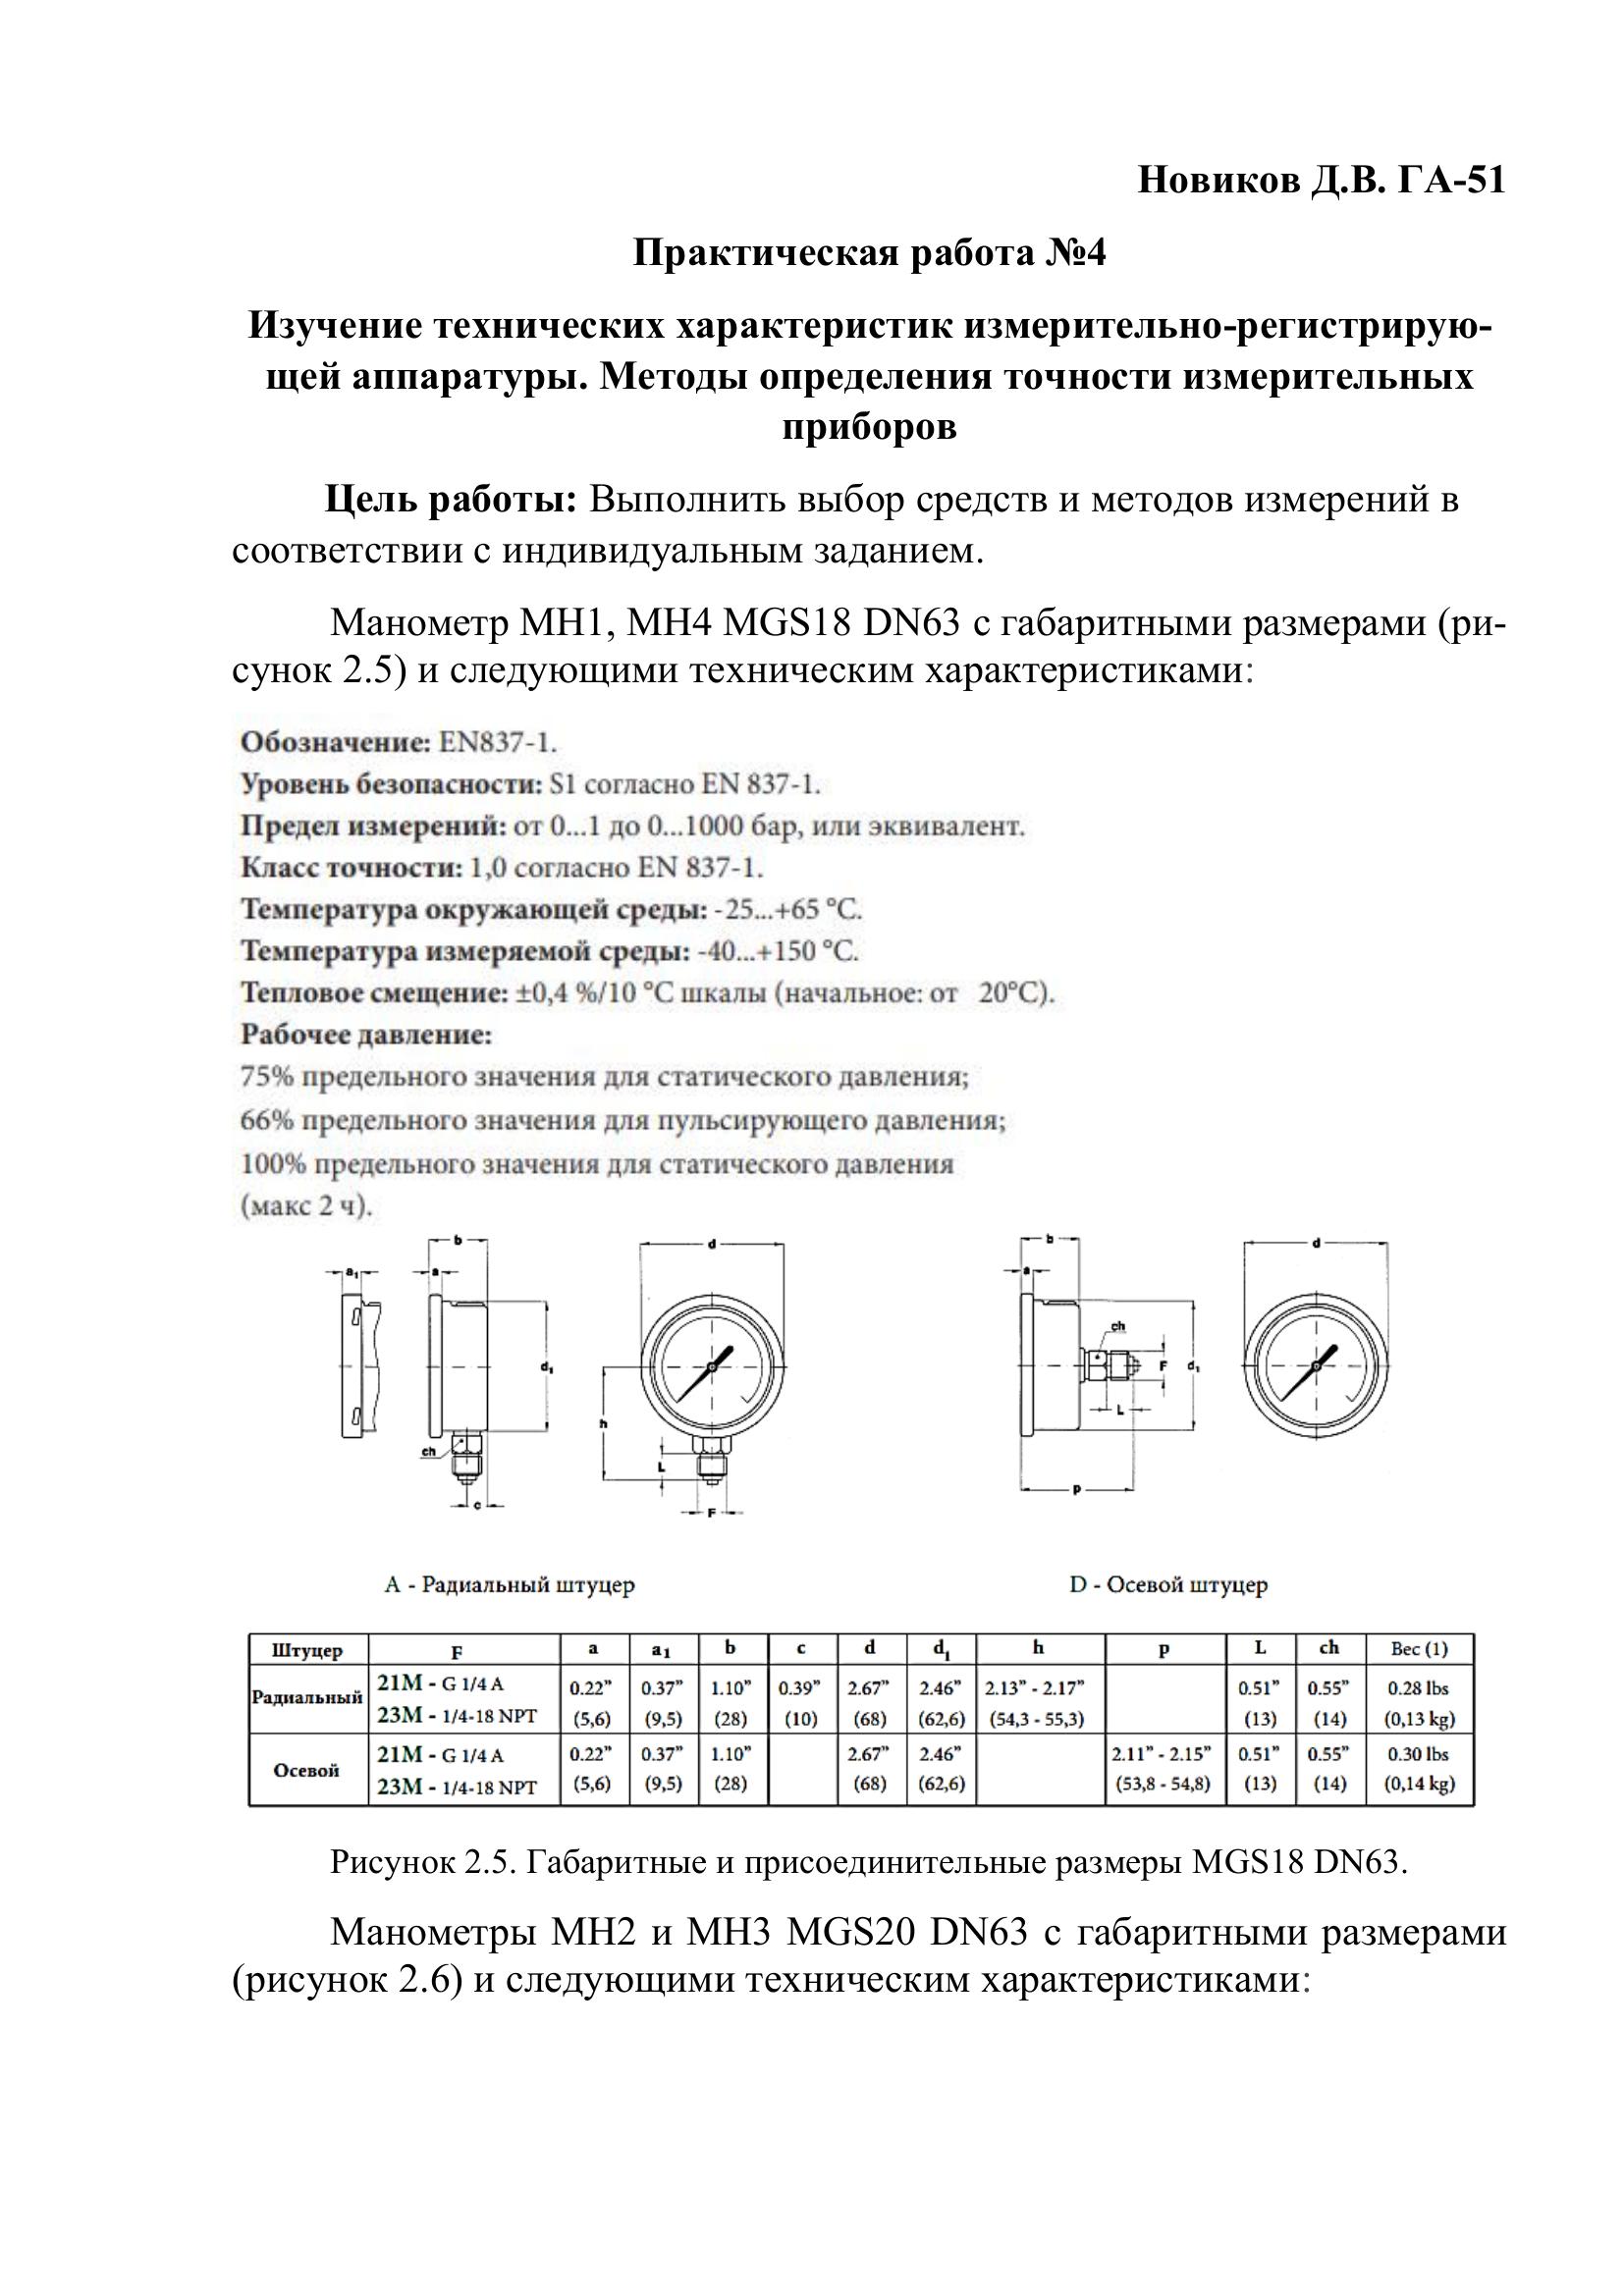 Новиков Д.В. ГА-51
Практическая работа №4
Изучение технических характеристик измерительно-регистрирую-
щей аппаратуры. Методы определения точности измерительных
приборов
Цель работы: Выполнить выбор средств и методов измерений в
соответствии с индивидуальным заданием.
Манометр МН1, МН4 MGS18 DN63 с габаритными размерами (ри-
сунок 2.5) и следующими техническим характеристиками:
Обозначение: EN837-1.
Уровень безопасности: S1 согласно EN 837-1.
Предел измерений: от 0...1 до 0...1000 бар, или эквивалент.
Класс точности: 1,0 согласно EN 837-1.
Температура окружающей среды: -25...+65 °C.
Температура измеряемой среды: -40...+150 °C.
Тепловое смещение: ±0,4 %/10 °C шкалы (начальное: от 20°C).
Рабочее давление:
75% предельного значения для статического давления;
66% предельного значения для пульсирующего давления;
100% предельного значения для статического давления
(макс 2 ч).
b d b d
a₁ a a
ch
d₁ F d₁
L
h
ch
L
p
c F
A - Радиальный штуцер D - Осевой штуцер
Штуцер F a a₁ b c d d₁ h p L ch Вес (1)
Радиальный 21M - G 1/4 A 0.22” 0.37” 1.10” 0.39” 2.67” 2.46” 2.13” - 2.17” 0.51” 0.55” 0.28 lbs
23M - 1/4-18 NPT (5,6) (9,5) (28) (10) (68) (62,6) (54,3 - 55,3) (13) (14) (0,13 kg)
Осевой 21M - G 1/4 A 0.22” 0.37” 1.10” 2.67” 2.46” 2.11” - 2.15” 0.51” 0.55” 0.30 lbs
23M - 1/4-18 NPT (5,6) (9,5) (28) (68) (62,6) (53,8 - 54,8) (13) (14) (0,14 kg)
Рисунок 2.5. Габаритные и присоединительные размеры MGS18 DN63.
Манометры МН2 и МН3 MGS20 DN63 с габаритными размерами
(рисунок 2.6) и следующими техническим характеристиками: